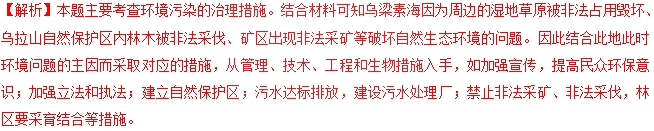 【解析】本题主要考查环境污染的治理措施。结合材料可知乌梁素海因为周边的湿地草原被非法占用毁坏、
乌拉山自然保护区内林木被非法采伐、矿区出现非法采矿等破坏自然生态环境的问题。因此结合此地此时
环境问题的主因而采取对应的措施，从管理、技术、工程和生物措施入手，如加强宣传，提高民众环保意
识；加强立法和执法；建立自然保护区；污水达标排放，建设污水处理厂；禁止非法采矿、非法采伐，林
区要采育结合等措施。